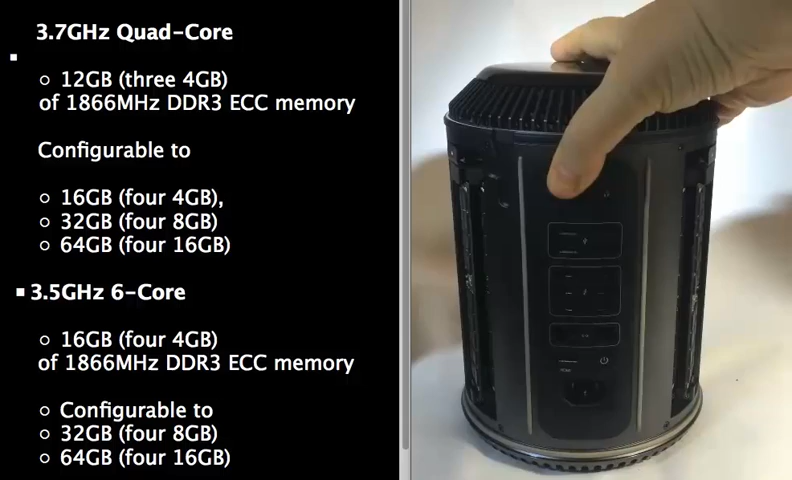 3.7GHz Quad-Core
12GB (three 4GB)
of 1866MHz DDR3 ECC memory
Configurable to
16GB (four 4GB),
32GB (four 8GB)
64GB (four 16GB)
3.5GHz 6-Core
16GB (four 4GB)
of 1866MHz DDR3 ECC memory
Configurable to
32GB (four 8GB)
64GB (four 16GB)